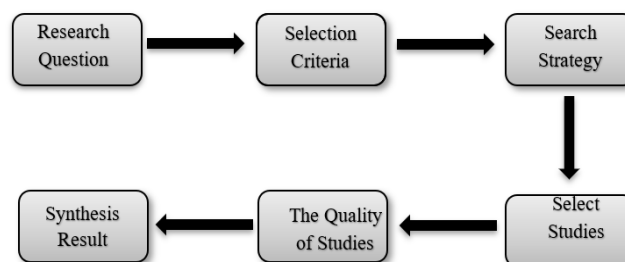 Research
Question
Selection
Criteria
Search
Strategy
Select
Studies
The Quality
of Studies
Synthesis
Result